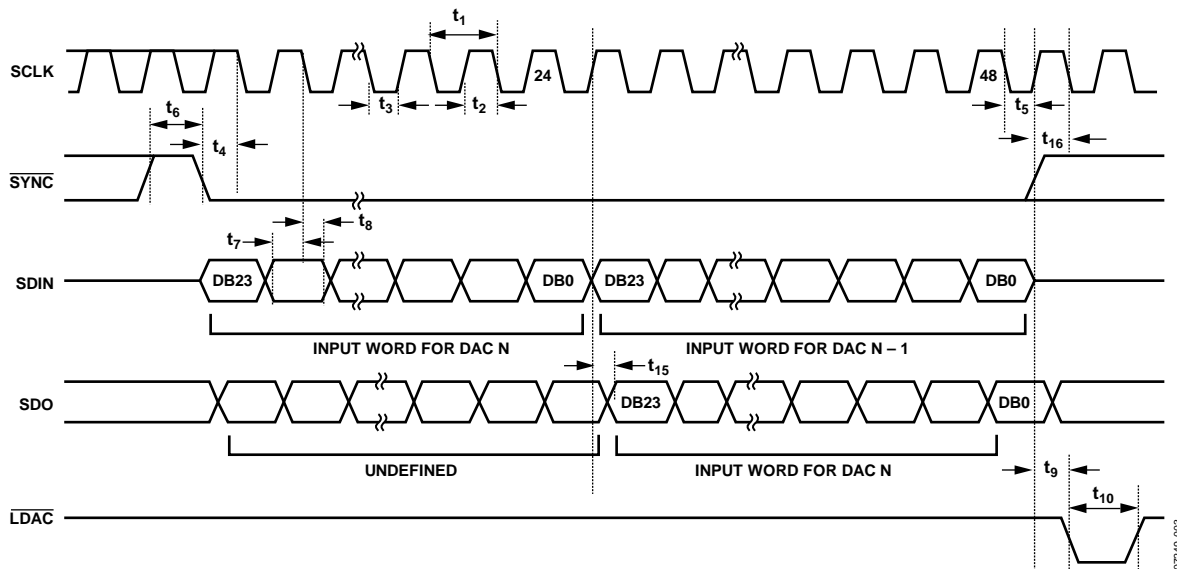 t1
SCLK
24
48
t3
t2
t5
t6
t4
t16
SYNC
t8
t7
SDIN
DB23
DB0
DB23
DB0
INPUT WORD FOR DAC N
INPUT WORD FOR DAC N – 1
t15
SDO
DB23
DB0
UNDEFINED
INPUT WORD FOR DAC N
t9
t10
LDAC